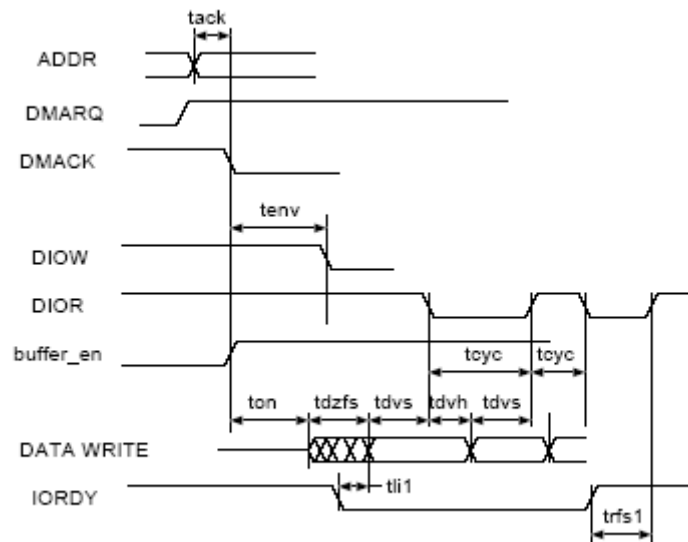 tack
ADDR
DMARQ
DMACK
tenv
DIOW
DIOR
buffer_en
tcyc tcyc
ton tdzfs tdvs tdvh tdvs
DATA WRITE
tli1
IORDY
trfs1